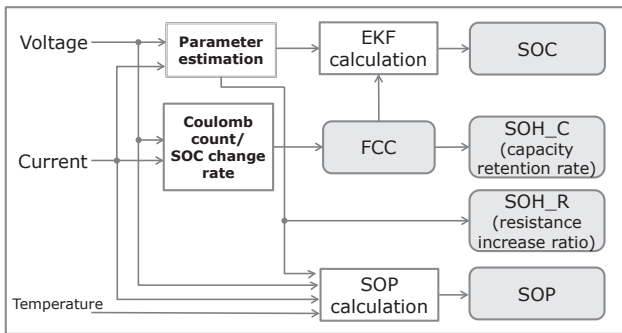 Voltage
Parameter
estimation
EKF
calculation
SOC
Current
Coulomb
count/
SOC change
rate
FCC
SOH_C
(capacity
retention rate)
SOH_R
(resistance
increase ratio)
Temperature
SOP
calculation
SOP